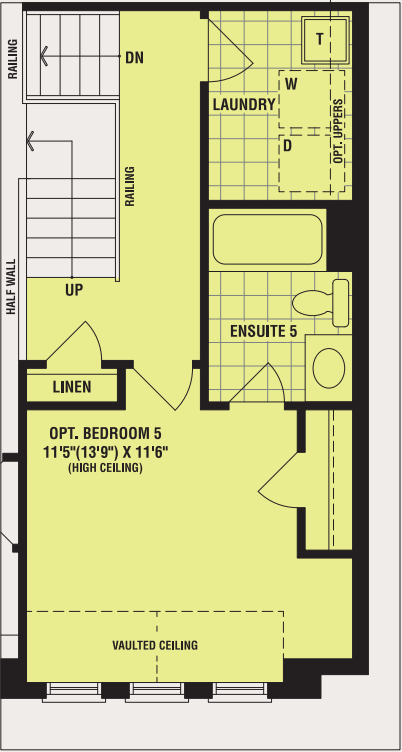 RAILING
DN
T
W
LAUNDRY
OPT. UPPERS
D
RAILING
HALF WALL
UP
ENSUITE 5
LINEN
OPT. BEDROOM 5
11'5"(13'9") X 11'6"
(HIGH CEILING)
VAULTED CEILING